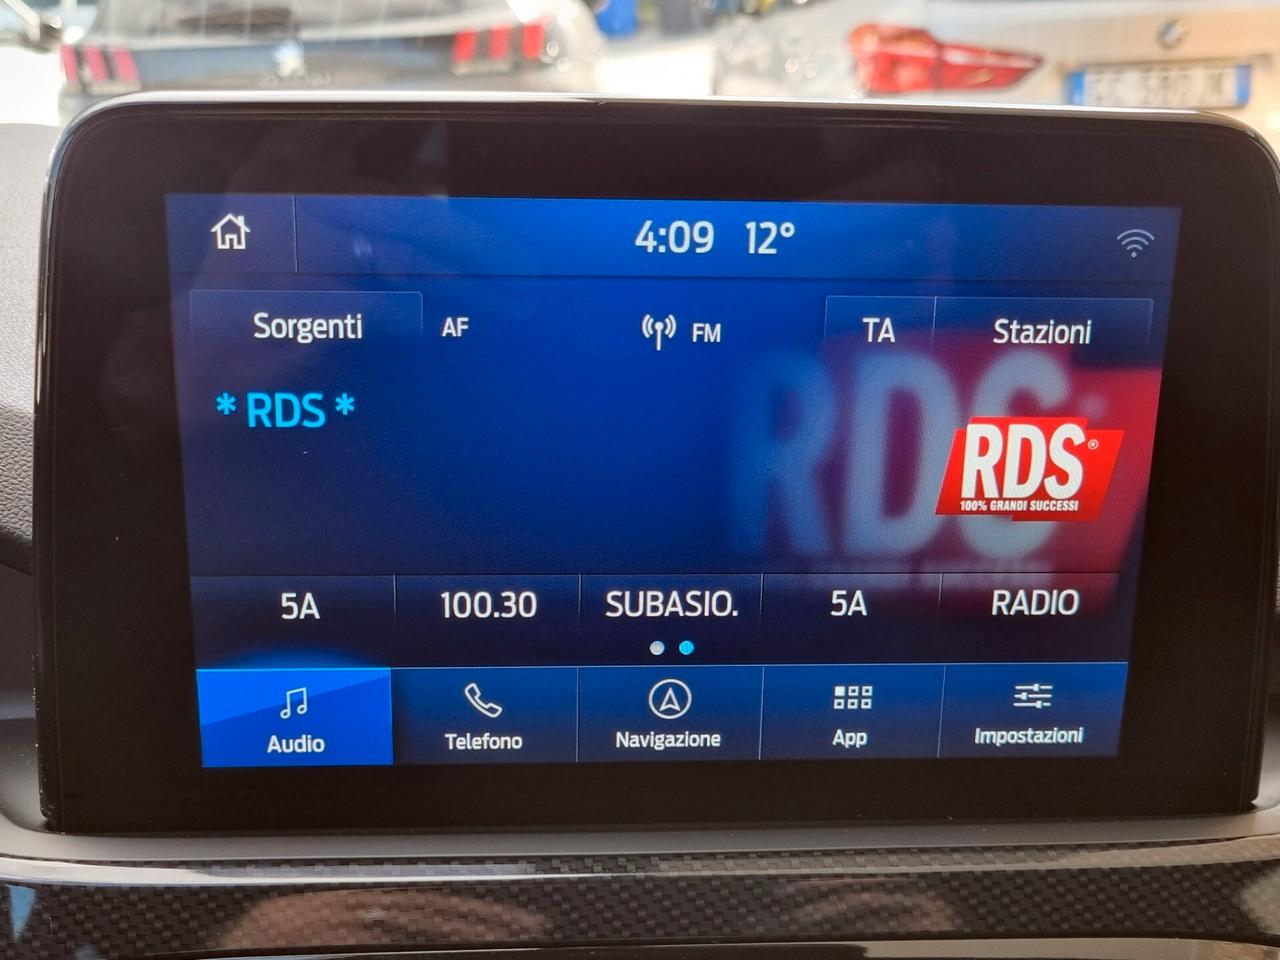 4:09 12°
Sorgenti AF FM TA Stazioni
* RDS *
RDS
RDS®
100% GRANDI SUCCESSI
5A 100.30 SUBASIO. 5A RADIO
Audio Telefono Navigazione App Impostazioni